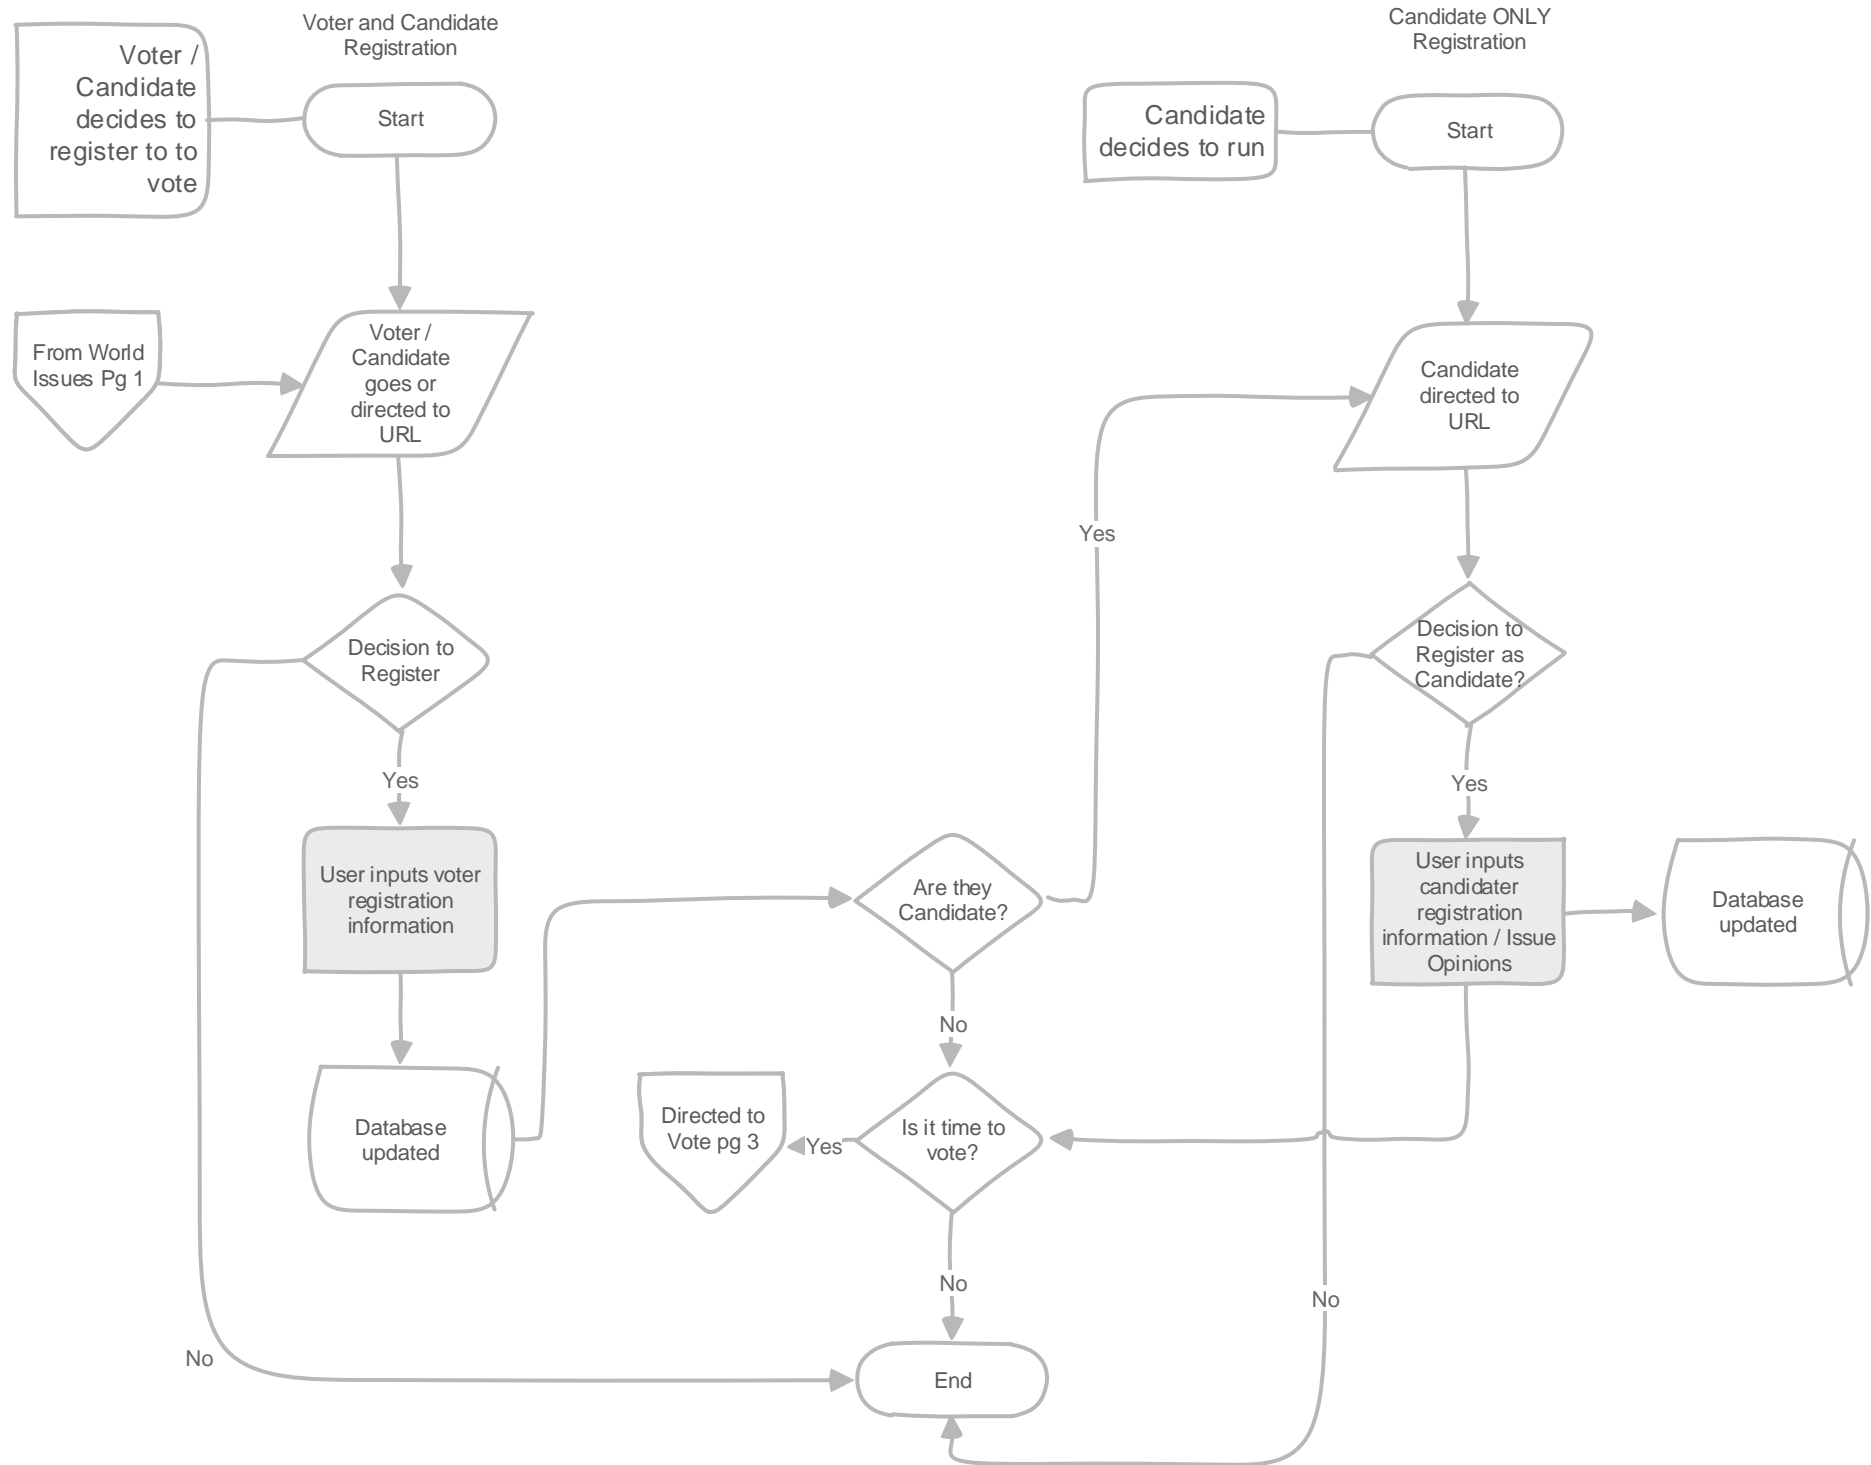 Voter and Candidate
Registration
Candidate ONLY
Registration
Voter /
Candidate
decides to
register to to
vote
Start
Candidate
decides to run
Start
From World
Issues Pg 1
Voter /
Candidate
goes or
directed to
URL
Candidate
directed to
URL
Yes
Decision to
Register
Decision to
Register as
Candidate?
Yes
Yes
User inputs voter
registration
information
Are they
Candidate?
User inputs
candidater
registration
information / Issue
Opinions
Database
updated
No
Database
updated
Directed to
Vote pg 3
Yes
Is it time to
vote?
No
No
No
End